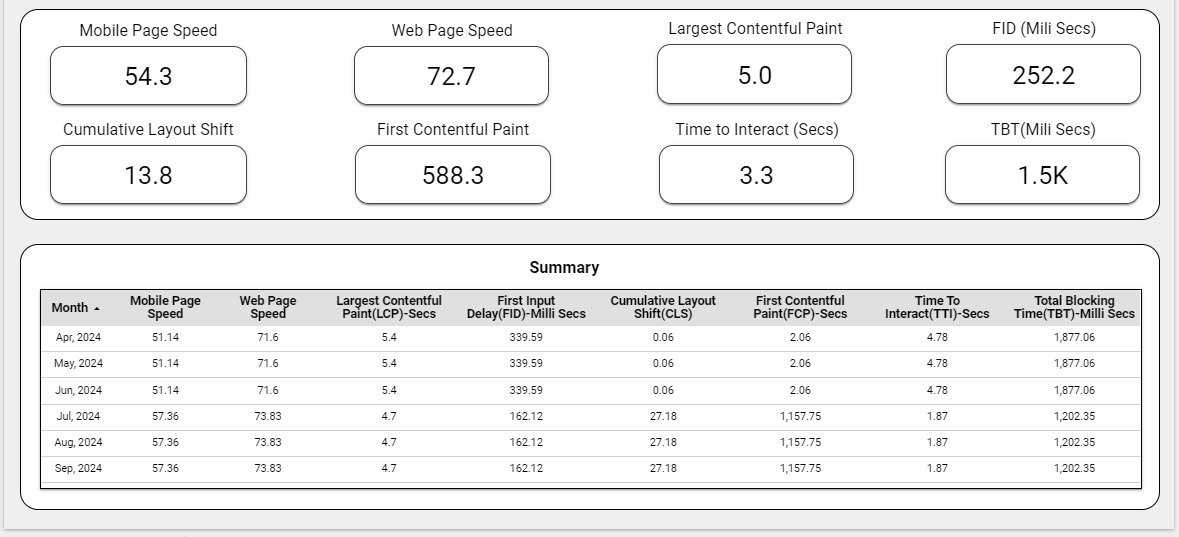 Mobile Page Speed Web Page Speed Largest Contentful Paint FID (Mili Secs)
54.3 72.7 5.0 252.2
Cumulative Layout Shift First Contentful Paint Time to Interact (Secs) TBT(Mili Secs)
13.8 588.3 3.3 1.5K
Summary
Month Mobile Page Speed Web Page Speed Largest Contentful Paint(LCP)-Secs First Input Delay(FID)-Milli Secs Cumulative Layout Shift(CLS) First Contentful Paint(FCP)-Secs Time To Interact(TTI)-Secs Total Blocking Time(TBT)-Milli Secs
Apr, 2024 51.14 71.6 5.4 339.59 0.06 2.06 4.78 1,877.06
May, 2024 51.14 71.6 5.4 339.59 0.06 2.06 4.78 1,877.06
Jun, 2024 51.14 71.6 5.4 339.59 0.06 2.06 4.78 1,877.06
Jul, 2024 57.36 73.83 4.7 162.12 27.18 1,157.75 1.87 1,202.35
Aug, 2024 57.36 73.83 4.7 162.12 27.18 1,157.75 1.87 1,202.35
Sep, 2024 57.36 73.83 4.7 162.12 27.18 1,157.75 1.87 1,202.35